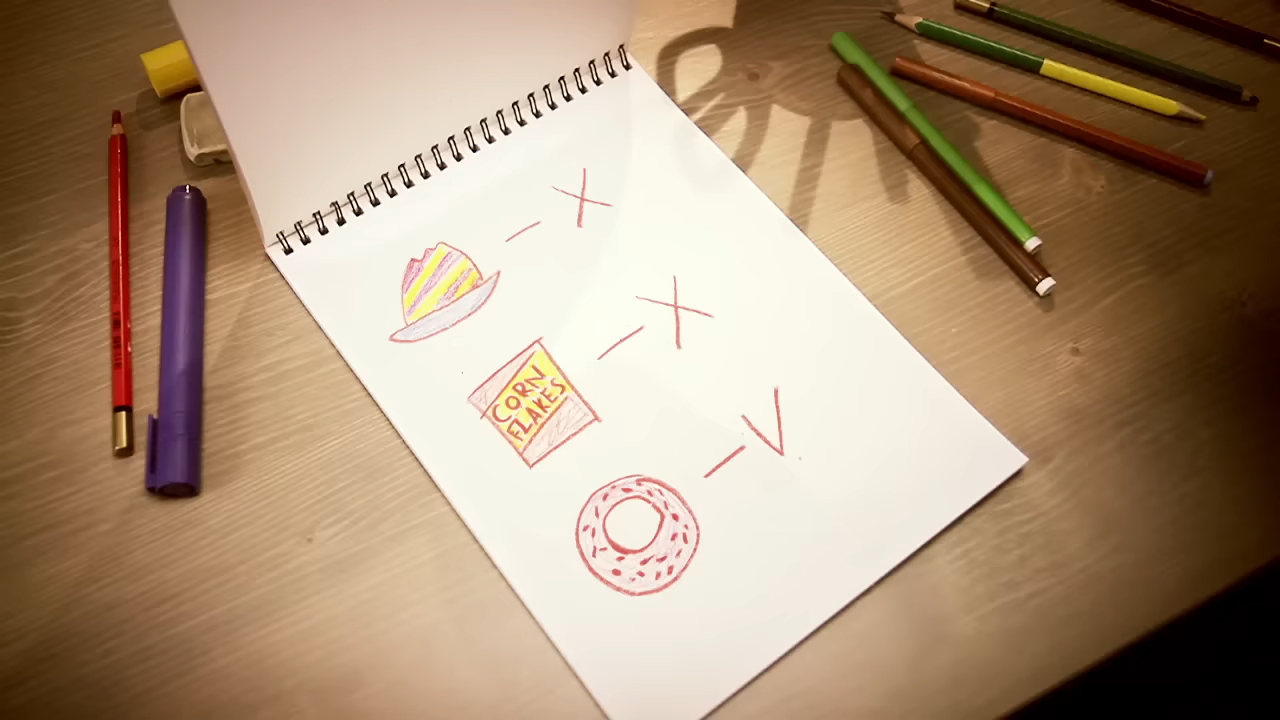 - X
CORN
FLAKES
- X
- V